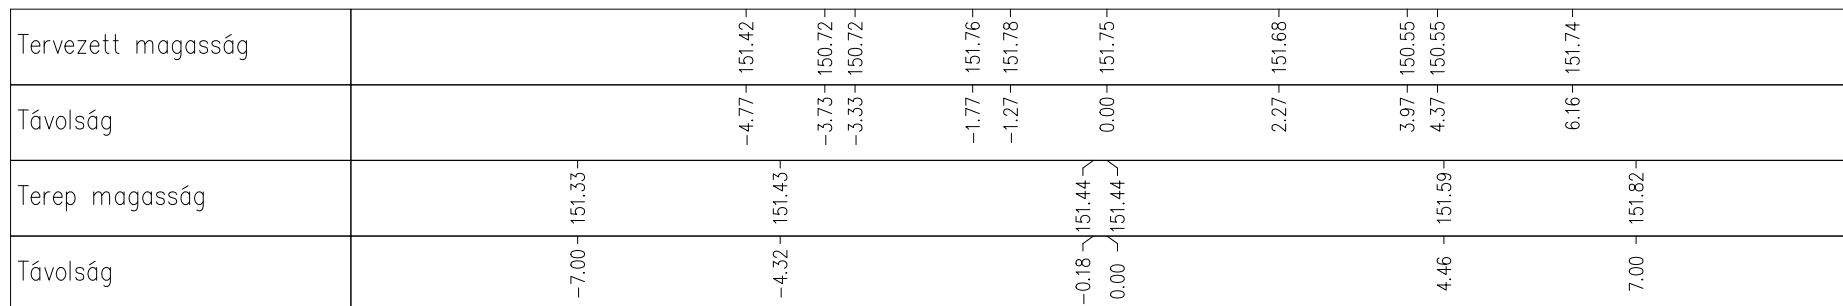 Tervezett magasság 151.42 150.72 150.72 151.76 151.78 151.75 151.68 150.55 150.55 151.74
Távolság -4.77 -3.73 -3.33 -1.77 -1.27 0.00 2.27 3.97 4.37 6.16
Terep magasság 151.33 151.43 151.44 151.44 151.59 151.82
Távolság -7.00 -4.32 -0.18 0.00 4.46 7.00